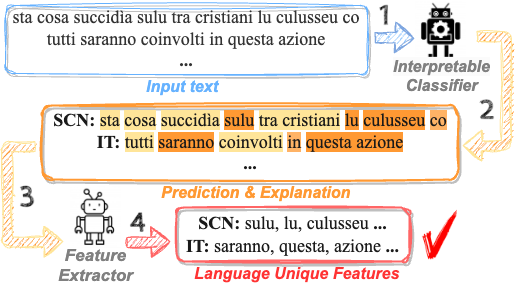 sta cosa succidìa sulu tra cristiani lu culusseu co
tutti saranno coinvolti in questa azione
...
Input text
1
Interpretable
Classifier
2
SCN: sta cosa succidìa sulu tra cristiani lu culusseu co
IT: tutti saranno coinvolti in questa azione
...
Prediction & Explanation
3
Feature
Extractor
4
SCN: sulu, lu, culusseu ...
IT: saranno, questa, azione ...
Language Unique Features